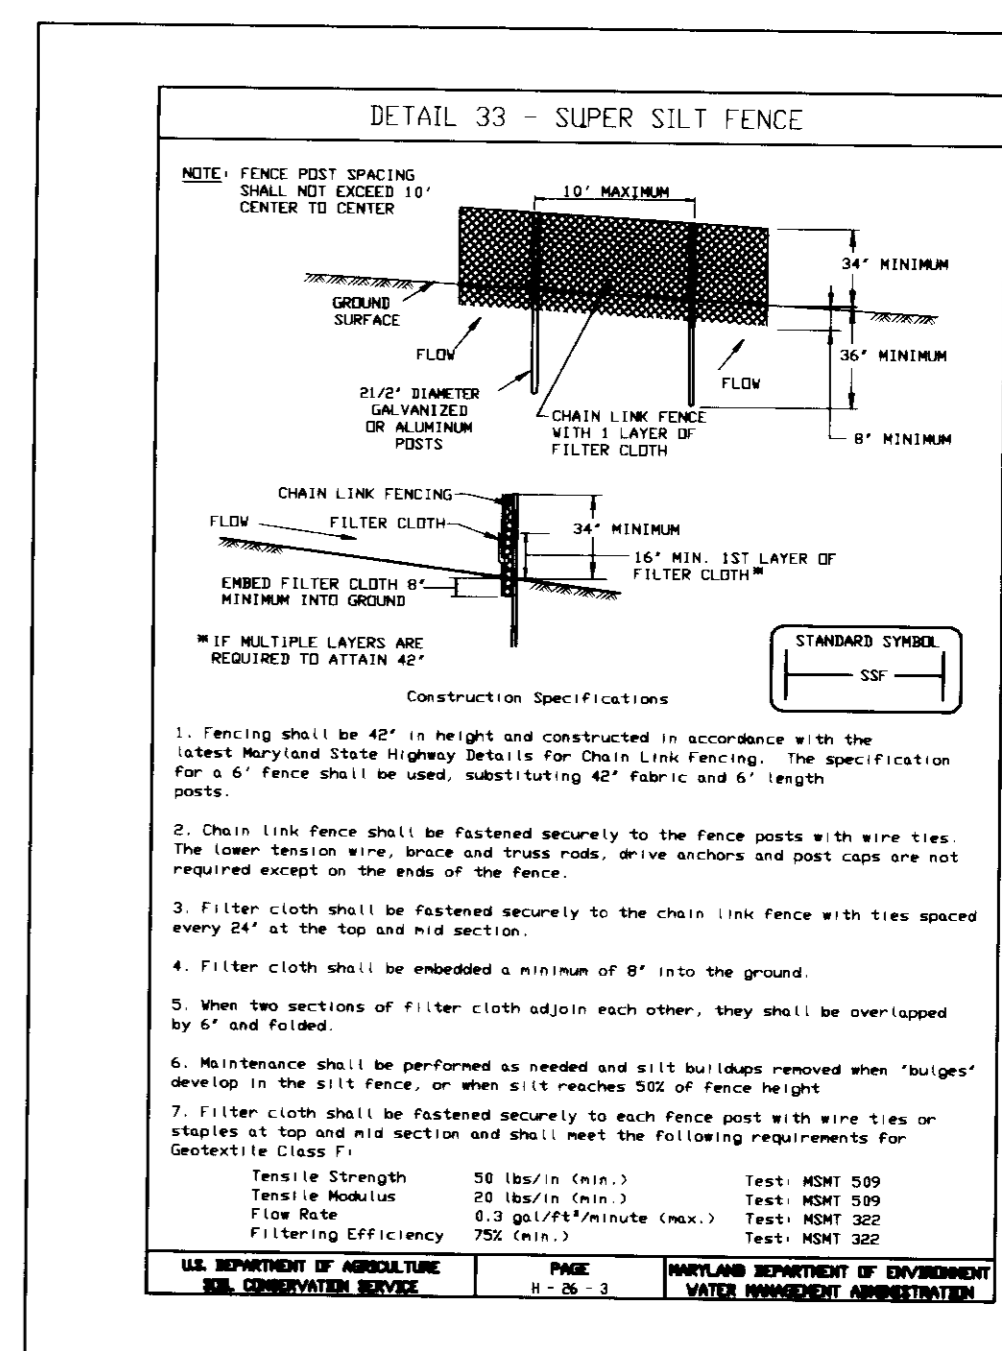 DETAIL 33 - SUPER SILT FENCE
NOTE: FENCE POST SPACING
SHALL NOT EXCEED 10'
CENTER TO CENTER
10' MAXIMUM
34" MINIMUM
GROUND
SURFACE
FLOW
36" MINIMUM
FLOW
21/2" DIAMETER
GALVANIZED
OR ALUMINUM
POSTS
CHAIN LINK FENCE
WITH 1 LAYER OF
FILTER CLOTH
8" MINIMUM
CHAIN LINK FENCING
FLOW
FILTER CLOTH
34" MINIMUM
16" MIN. 1ST LAYER OF
FILTER CLOTH*
EMBED FILTER CLOTH 8"
MINIMUM INTO GROUND
* IF MULTIPLE LAYERS ARE
REQUIRED TO ATTAIN 42"
STANDARD SYMBOL
SSF
Construction Specifications
1. Fencing shall be 42" in height and constructed in accordance with the
latest Maryland State Highway Details for Chain Link Fencing. The specification
for a 6' fence shall be used, substituting 42" fabric and 6' length
posts.
2. Chain link fence shall be fastened securely to the fence posts with wire ties.
The lower tension wire, brace and truss rods, drive anchors and post caps are not
required except on the ends of the fence.
3. Filter cloth shall be fastened securely to the chain link fence with ties spaced
every 24" at the top and mid section.
4. Filter cloth shall be embedded a minimum of 8" into the ground.
5. When two sections of filter cloth adjoin each other, they shall be overlapped
by 6" and folded.
6. Maintenance shall be performed as needed and silt buildups removed when "bulges"
develop in the silt fence, or when silt reaches 50% of fence height
7. Filter cloth shall be fastened securely to each fence post with wire ties or
staples at top and mid section and shall meet the following requirements for
Geotextile Class F:
Tensile Strength 50 lbs/in (min.) Test: MSMT 509
Tensile Modulus 20 lbs/in (min.) Test: MSMT 509
Flow Rate 0.3 gal/ft²/minute (max.) Test: MSMT 322
Filtering Efficiency 75% (min.) Test: MSMT 322
U.S. DEPARTMENT OF AGRICULTURE
SOIL CONSERVATION SERVICE
PAGE
H - 26 - 3
MARYLAND DEPARTMENT OF ENVIRONMENT
WATER MANAGEMENT ADMINISTRATION